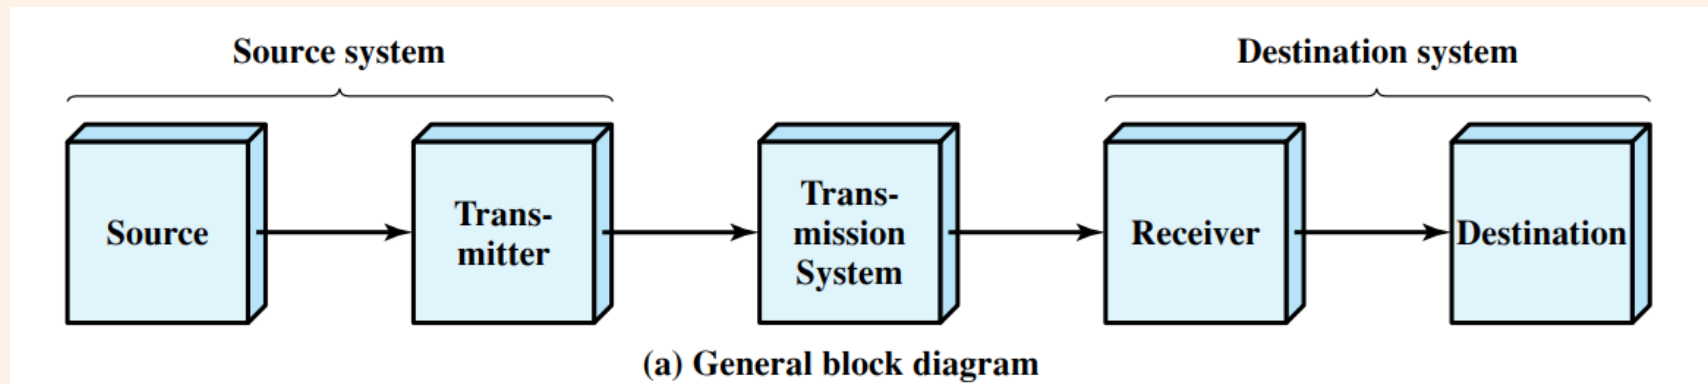 Source system
Destination system
Source
Trans-
mitter
Trans-
mission
System
Receiver
Destination
(a) General block diagram